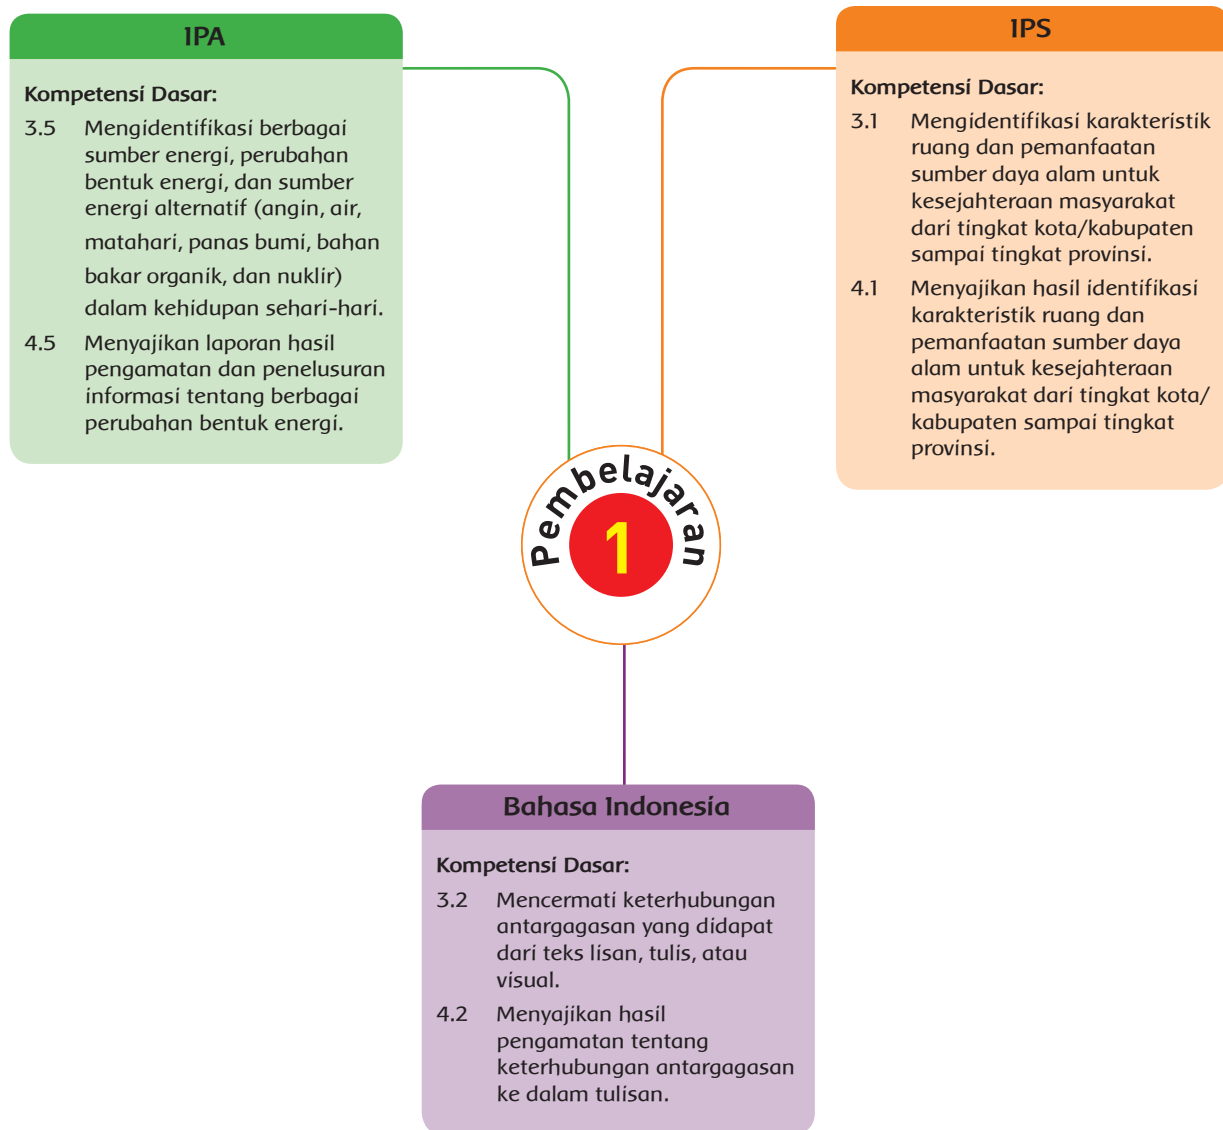 IPA
Kompetensi Dasar:
3.5 Mengidentifikasi berbagai
sumber energi, perubahan
bentuk energi, dan sumber
energi alternatif (angin, air,
matahari, panas bumi, bahan
bakar organik, dan nuklir)
dalam kehidupan sehari-hari.
4.5 Menyajikan laporan hasil
pengamatan dan penelusuran
informasi tentang berbagai
perubahan bentuk energi.
IPS
Kompetensi Dasar:
3.1 Mengidentifikasi karakteristik
ruang dan pemanfaatan
sumber daya alam untuk
kesejahteraan masyarakat
dari tingkat kota/kabupaten
sampai tingkat provinsi.
4.1 Menyajikan hasil identifikasi
karakteristik ruang dan
pemanfaatan sumber daya
alam untuk kesejahteraan
masyarakat dari tingkat kota/
kabupaten sampai tingkat
provinsi.
Pembelajaran
1
Bahasa Indonesia
Kompetensi Dasar:
3.2 Mencermati keterhubungan
antargagasan yang didapat
dari teks lisan, tulis, atau
visual.
4.2 Menyajikan hasil
pengamatan tentang
keterhubungan antargagasan
ke dalam tulisan.